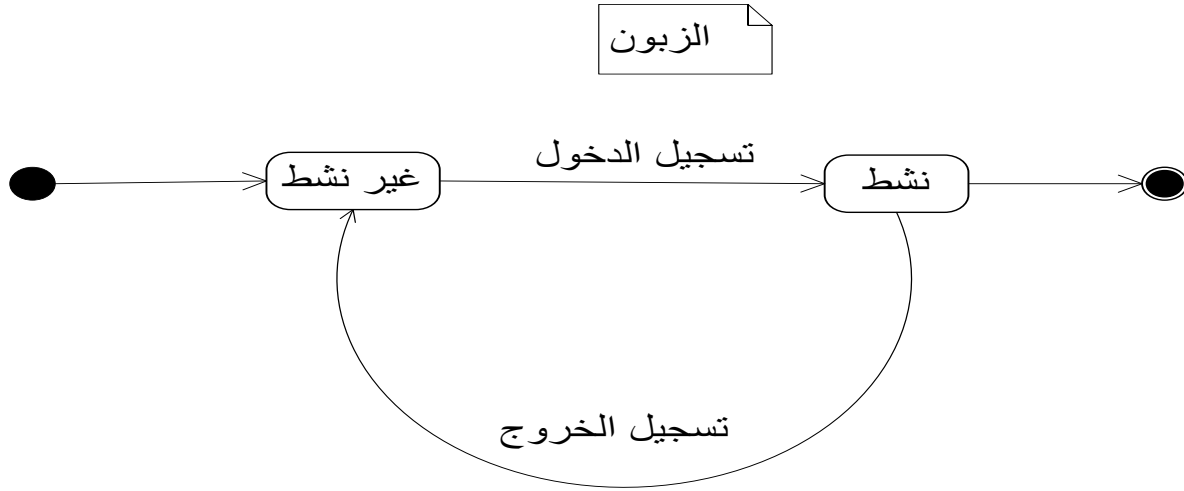 الزبون
تسجيل الدخول
غير نشط
نشط
تسجيل الخروج